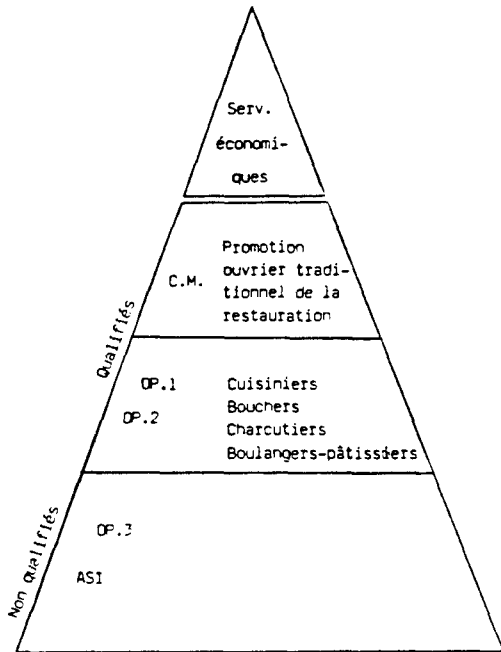 Serv.
économi-
ques
Promotion
ouvrier tradi-
C.M. tionnel de la
restauration
Qualifiés
OP.1 Cuisiniers
OP.2 Bouchers
Charcutiers
Boulangers-pâtissiers
Non qualifiés
OP.3
ASI